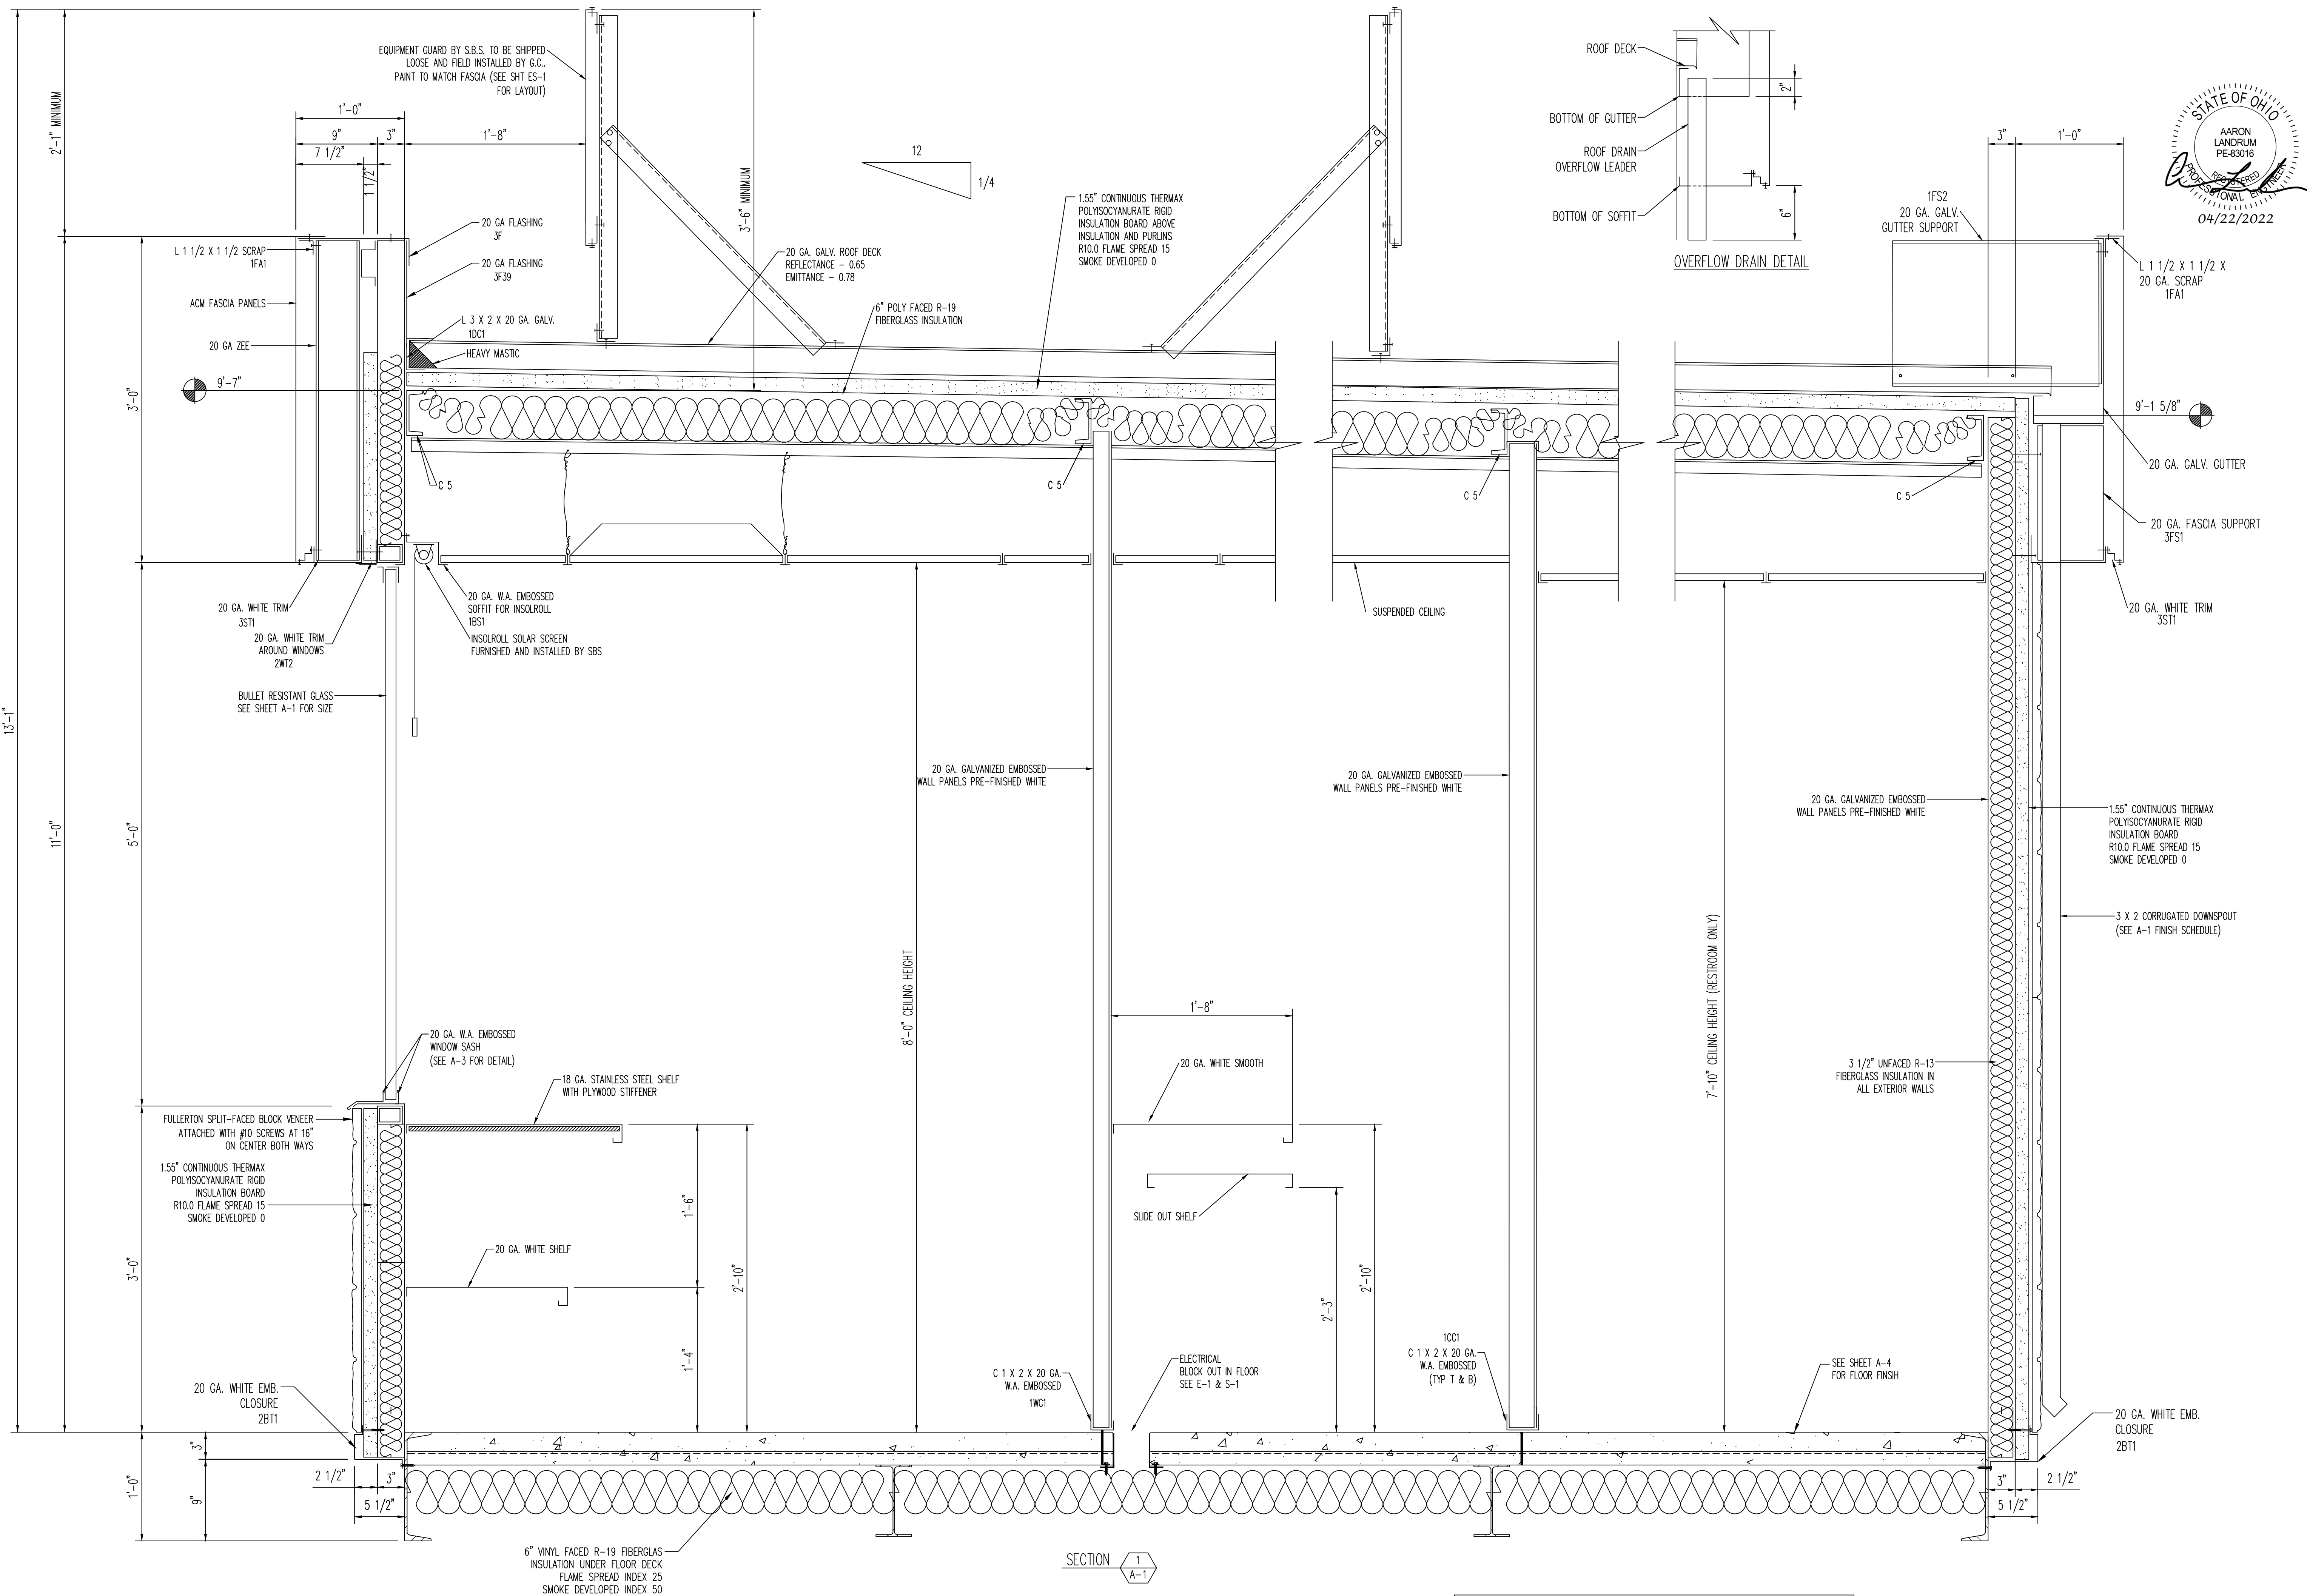 EQUIPMENT GUARD BY S.B.S. TO BE SHIPPED
LOOSE AND FIELD INSTALLED BY G.C..
PAINT TO MATCH FASCIA (SEE SHT ES-1
FOR LAYOUT)
2'-1" MINIMUM
1'-0"
9"
3"
7 1/2"
1 1/2"
1'-8"
3'-6" MINIMUM
12
1/4
20 GA FLASHING
3F
20 GA FLASHING
3F39
L 1 1/2 X 1 1/2 SCRAP
1FA1
ACM FASCIA PANELS
20 GA ZEE
L 3 X 2 X 20 GA. GALV.
1DC1
HEAVY MASTIC
9'-7"
20 GA. GALV. ROOF DECK
REFLECTANCE - 0.65
EMITTANCE - 0.78
6" POLY FACED R-19
FIBERGLASS INSULATION
1.55" CONTINUOUS THERMAX
POLYISOCYANURATE RIGID
INSULATION BOARD ABOVE
INSULATION AND PURLINS
R10.0 FLAME SPREAD 15
SMOKE DEVELOPED 0
ROOF DECK
2"
BOTTOM OF GUTTER
ROOF DRAIN
OVERFLOW LEADER
BOTTOM OF SOFFIT
6"
OVERFLOW DRAIN DETAIL
STATE OF OHIO
AARON
LANDRUM
PE-83016
REGISTERED
PROFESSIONAL ENGINEER
04/22/2022
3"
1'-0"
1FS2
20 GA. GALV.
GUTTER SUPPORT
L 1 1/2 X 1 1/2 X
20 GA. SCRAP
1FA1
9'-1 5/8"
20 GA. GALV. GUTTER
20 GA. FASCIA SUPPORT
3FS1
20 GA. WHITE TRIM
3ST1
3'-0"
C 5
C 5
C 5
C 5
20 GA. WHITE TRIM
3ST1
20 GA. WHITE TRIM
AROUND WINDOWS
2WT2
20 GA. W.A. EMBOSSED
SOFFIT FOR INSOLROLL
1BS1
INSOLROLL SOLAR SCREEN
FURNISHED AND INSTALLED BY SBS
SUSPENDED CEILING
BULLET RESISTANT GLASS
SEE SHEET A-1 FOR SIZE
13'-1"
11'-0"
5'-0"
20 GA. GALVANIZED EMBOSSED
WALL PANELS PRE-FINISHED WHITE
20 GA. GALVANIZED EMBOSSED
WALL PANELS PRE-FINISHED WHITE
20 GA. GALVANIZED EMBOSSED
WALL PANELS PRE-FINISHED WHITE
1.55" CONTINUOUS THERMAX
POLYISOCYANURATE RIGID
INSULATION BOARD
R10.0 FLAME SPREAD 15
SMOKE DEVELOPED 0
3 X 2 CORRUGATED DOWNSPOUT
(SEE A-1 FINISH SCHEDULE)
8'-0" CEILING HEIGHT
7'-10" CEILING HEIGHT (RESTROOM ONLY)
20 GA. W.A. EMBOSSED
WINDOW SASH
(SEE A-3 FOR DETAIL)
18 GA. STAINLESS STEEL SHELF
WITH PLYWOOD STIFFENER
1'-8"
20 GA. WHITE SMOOTH
3 1/2" UNFACED R-13
FIBERGLASS INSULATION IN
ALL EXTERIOR WALLS
FULLERTON SPLIT-FACED BLOCK VENEER
ATTACHED WITH #10 SCREWS AT 16"
ON CENTER BOTH WAYS
1.55" CONTINUOUS THERMAX
POLYISOCYANURATE RIGID
INSULATION BOARD
R10.0 FLAME SPREAD 15
SMOKE DEVELOPED 0
1'-6"
2'-10"
SLIDE OUT SHELF
20 GA. WHITE SHELF
3'-0"
1'-4"
2'-3"
2'-10"
20 GA. WHITE EMB.
CLOSURE
2BT1
C 1 X 2 X 20 GA.
W.A. EMBOSSED
1WC1
ELECTRICAL
BLOCK OUT IN FLOOR
SEE E-1 & S-1
1CC1
C 1 X 2 X 20 GA.
W.A. EMBOSSED
(TYP T & B)
SEE SHEET A-4
FOR FLOOR FINSIH
20 GA. WHITE EMB.
CLOSURE
2BT1
1'-0"
3"
9"
2 1/2"
3"
5 1/2"
3"
2 1/2"
5 1/2"
6" VINYL FACED R-19 FIBERGLAS
INSULATION UNDER FLOOR DECK
FLAME SPREAD INDEX 25
SMOKE DEVELOPED INDEX 50
SECTION
1
A-1